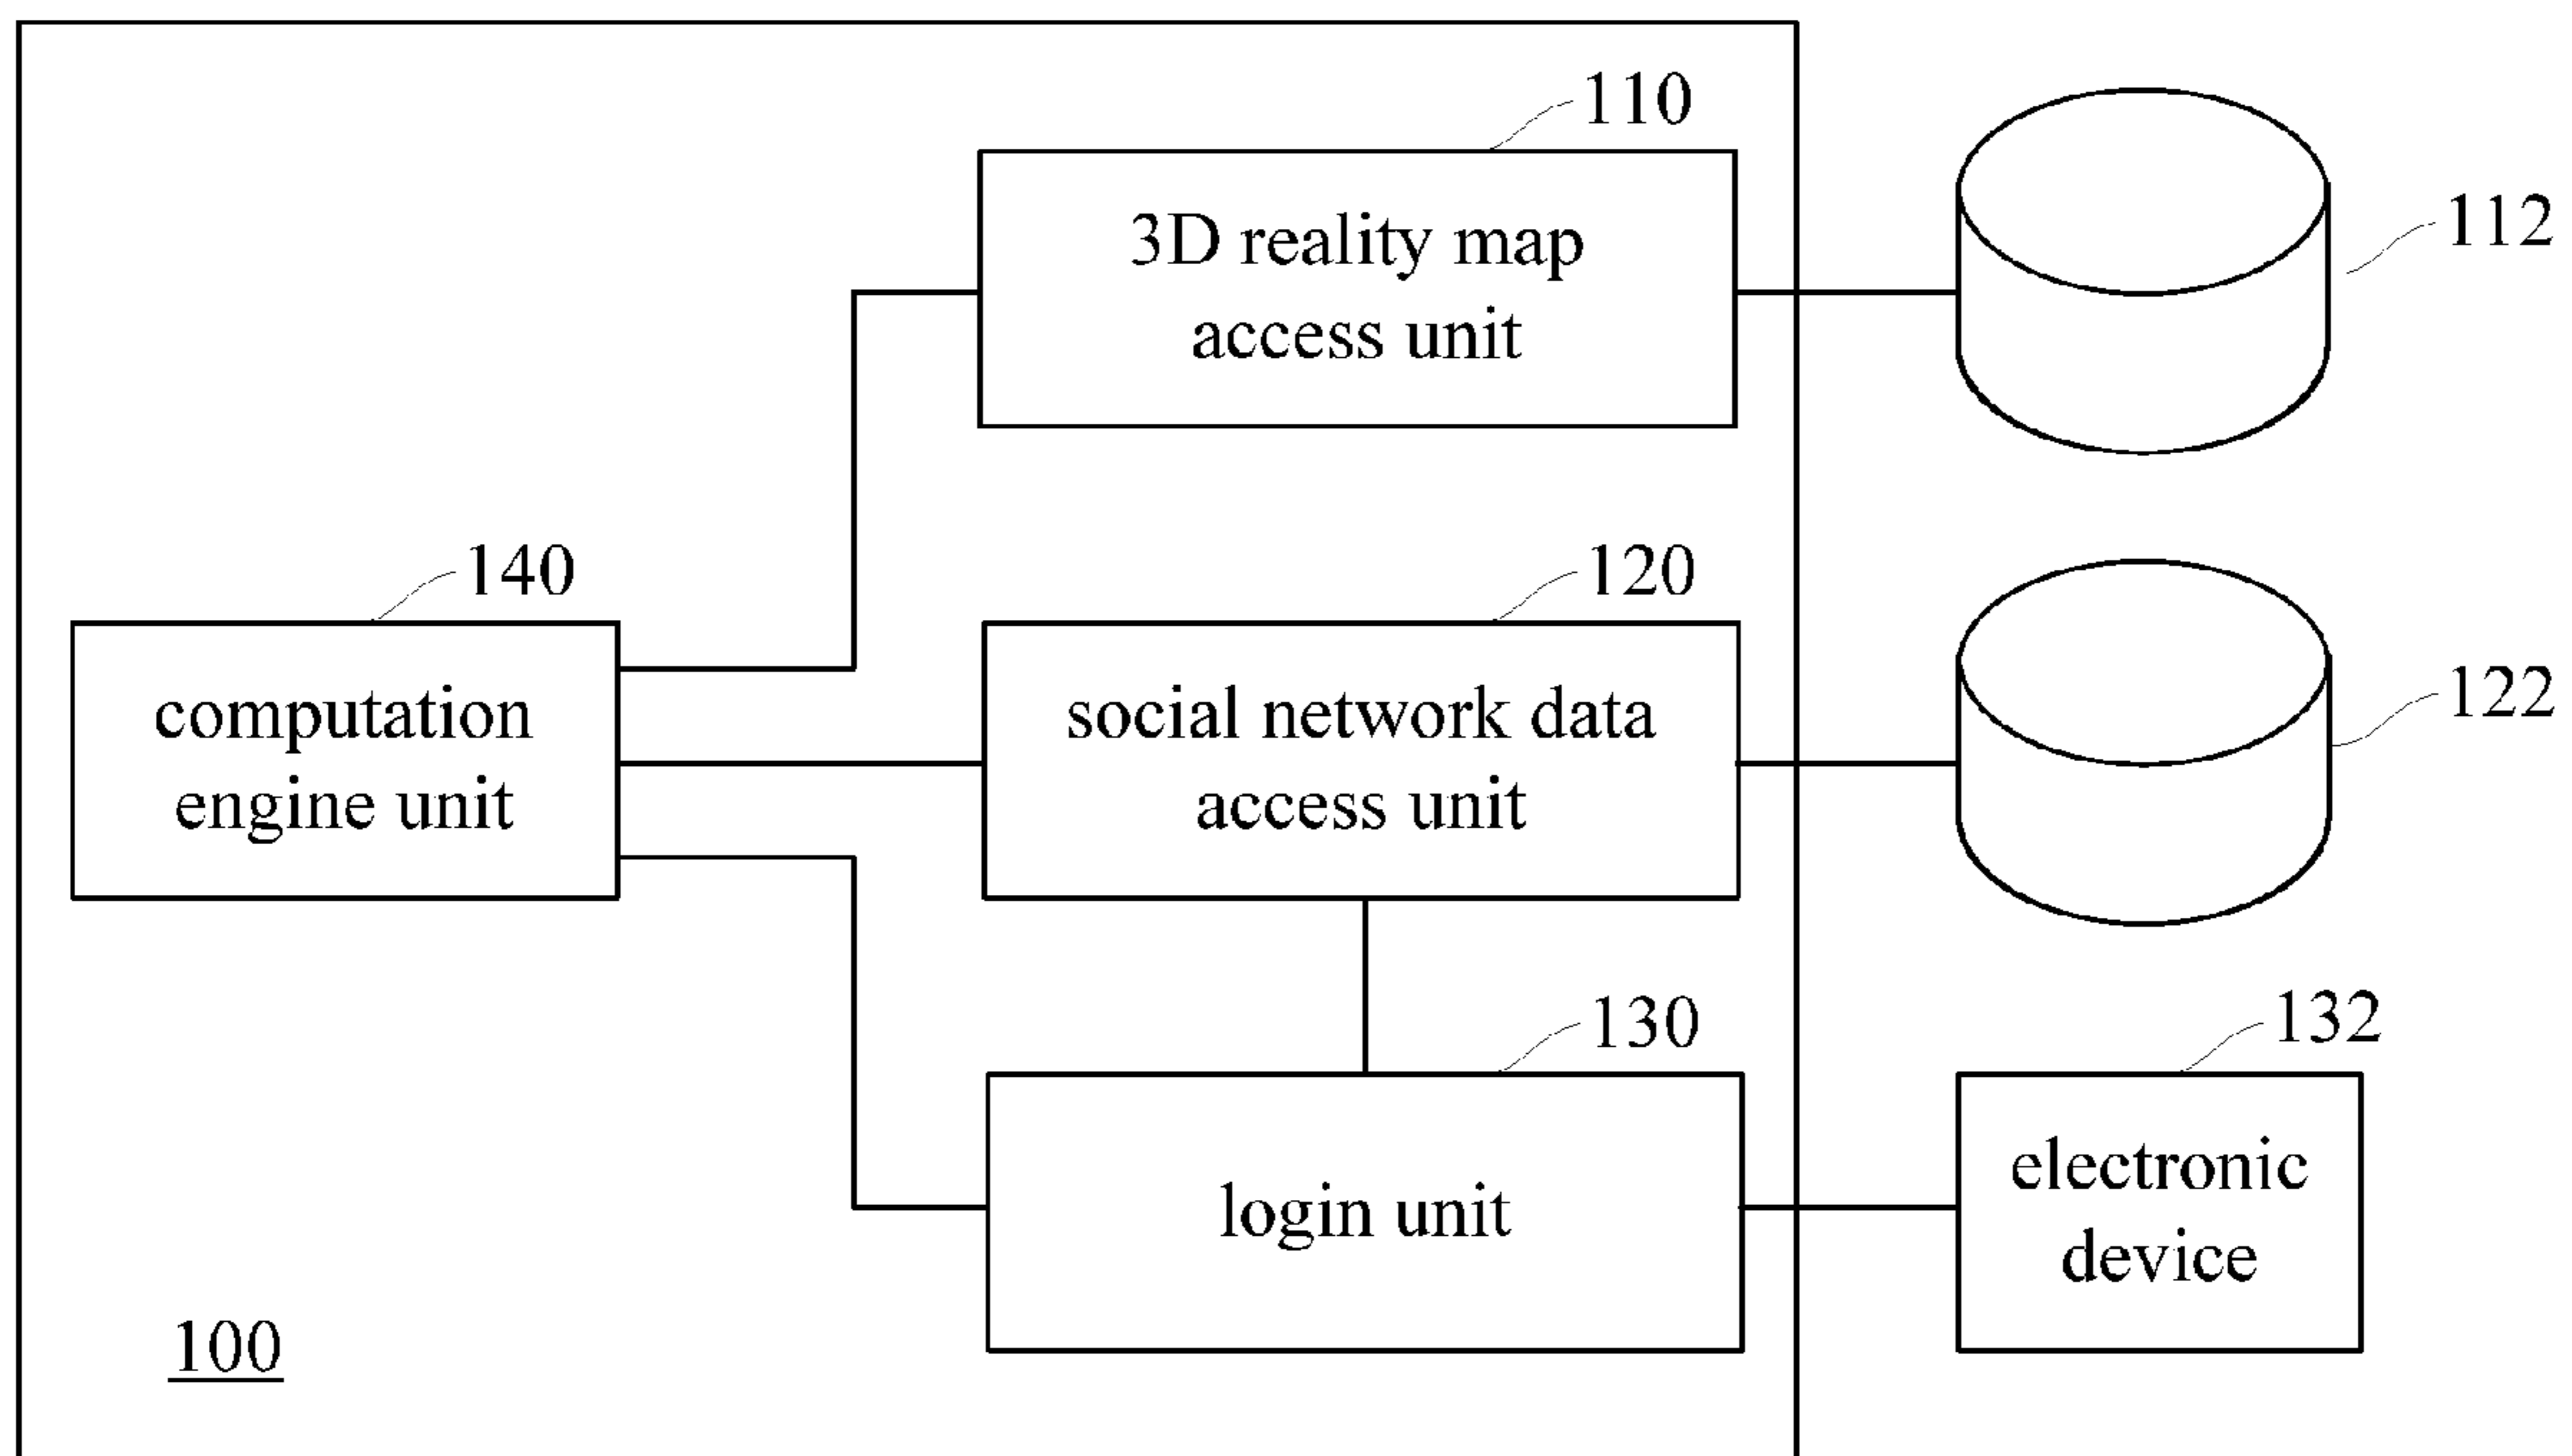 110
3D reality map
access unit
112
140
computation
engine unit
120
social network data
access unit
122
130
login unit
132
electronic
device
100